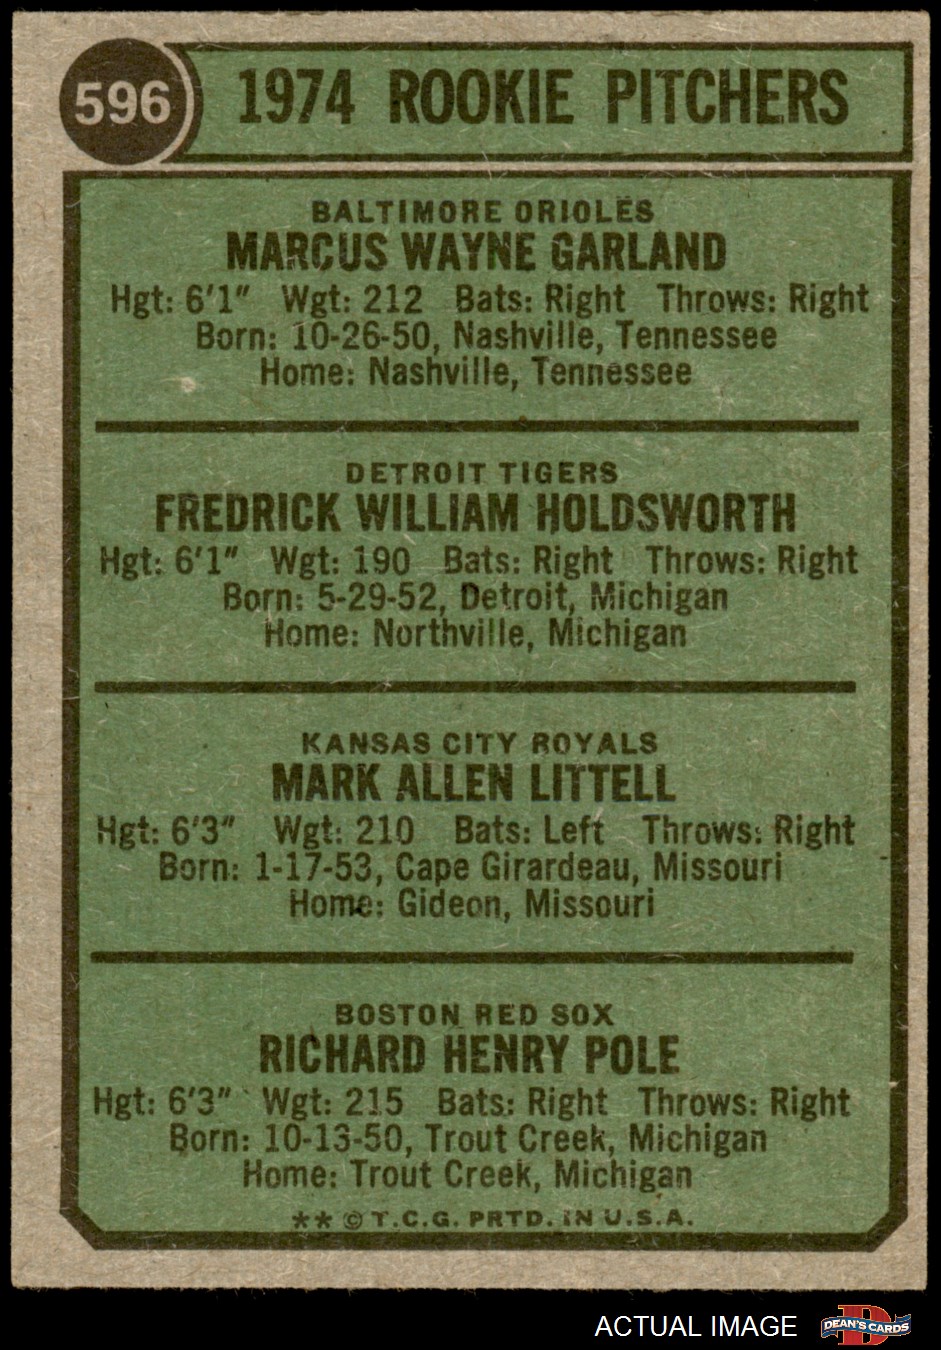 596
1974 ROOKIE PITCHERS
BALTIMORE ORIOLES
MARCUS WAYNE GARLAND
Hgt: 6'1" Wgt: 212 Bats: Right Throws: Right
Born: 10-26-50, Nashville, Tennessee
Home: Nashville, Tennessee
DETROIT TIGERS
FREDRICK WILLIAM HOLDSWORTH
Hgt: 6'1" Wgt: 190 Bats: Right Throws: Right
Born: 5-29-52, Detroit, Michigan
Home: Northville, Michigan
KANSAS CITY ROYALS
MARK ALLEN LITTELL
Hgt: 6'3" Wgt: 210 Bats: Left Throws: Right
Born: 1-17-53, Cape Girardeau, Missouri
Home: Gideon, Missouri
BOSTON RED SOX
RICHARD HENRY POLE
Hgt: 6'3" Wgt: 215 Bats: Right Throws: Right
Born: 10-13-50, Trout Creek, Michigan
Home: Trout Creek, Michigan
** © T.C.G. PRTD. IN U.S.A.
ACTUAL IMAGE
D
DEAN'S CARDS